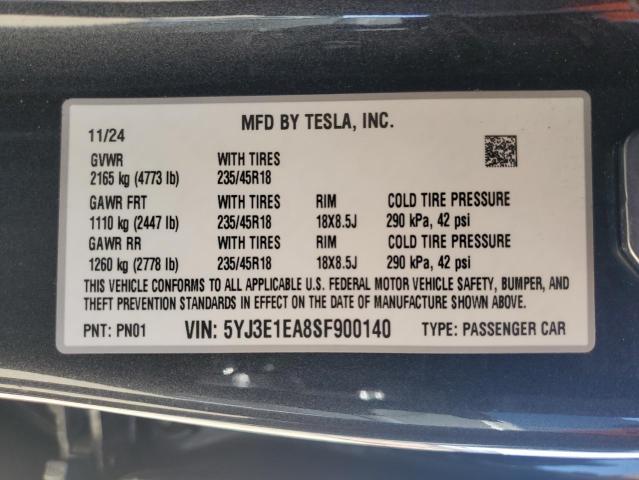 11/24 MFD BY TESLA, INC.
GVWR WITH TIRES
2165 kg (4773 lb) 235/45R18
GAWR FRT WITH TIRES RIM COLD TIRE PRESSURE
1110 kg (2447 lb) 235/45R18 18X8.5J 290 kPa, 42 psi
GAWR RR WITH TIRES RIM COLD TIRE PRESSURE
1260 kg (2778 lb) 235/45R18 18X8.5J 290 kPa, 42 psi
THIS VEHICLE CONFORMS TO ALL APPLICABLE U.S. FEDERAL MOTOR VEHICLE SAFETY, BUMPER, AND
THEFT PREVENTION STANDARDS IN EFFECT ON THE DATE OF MANUFACTURE SHOWN ABOVE.
PNT: PN01 VIN: 5YJ3E1EA8SF900140 TYPE: PASSENGER CAR